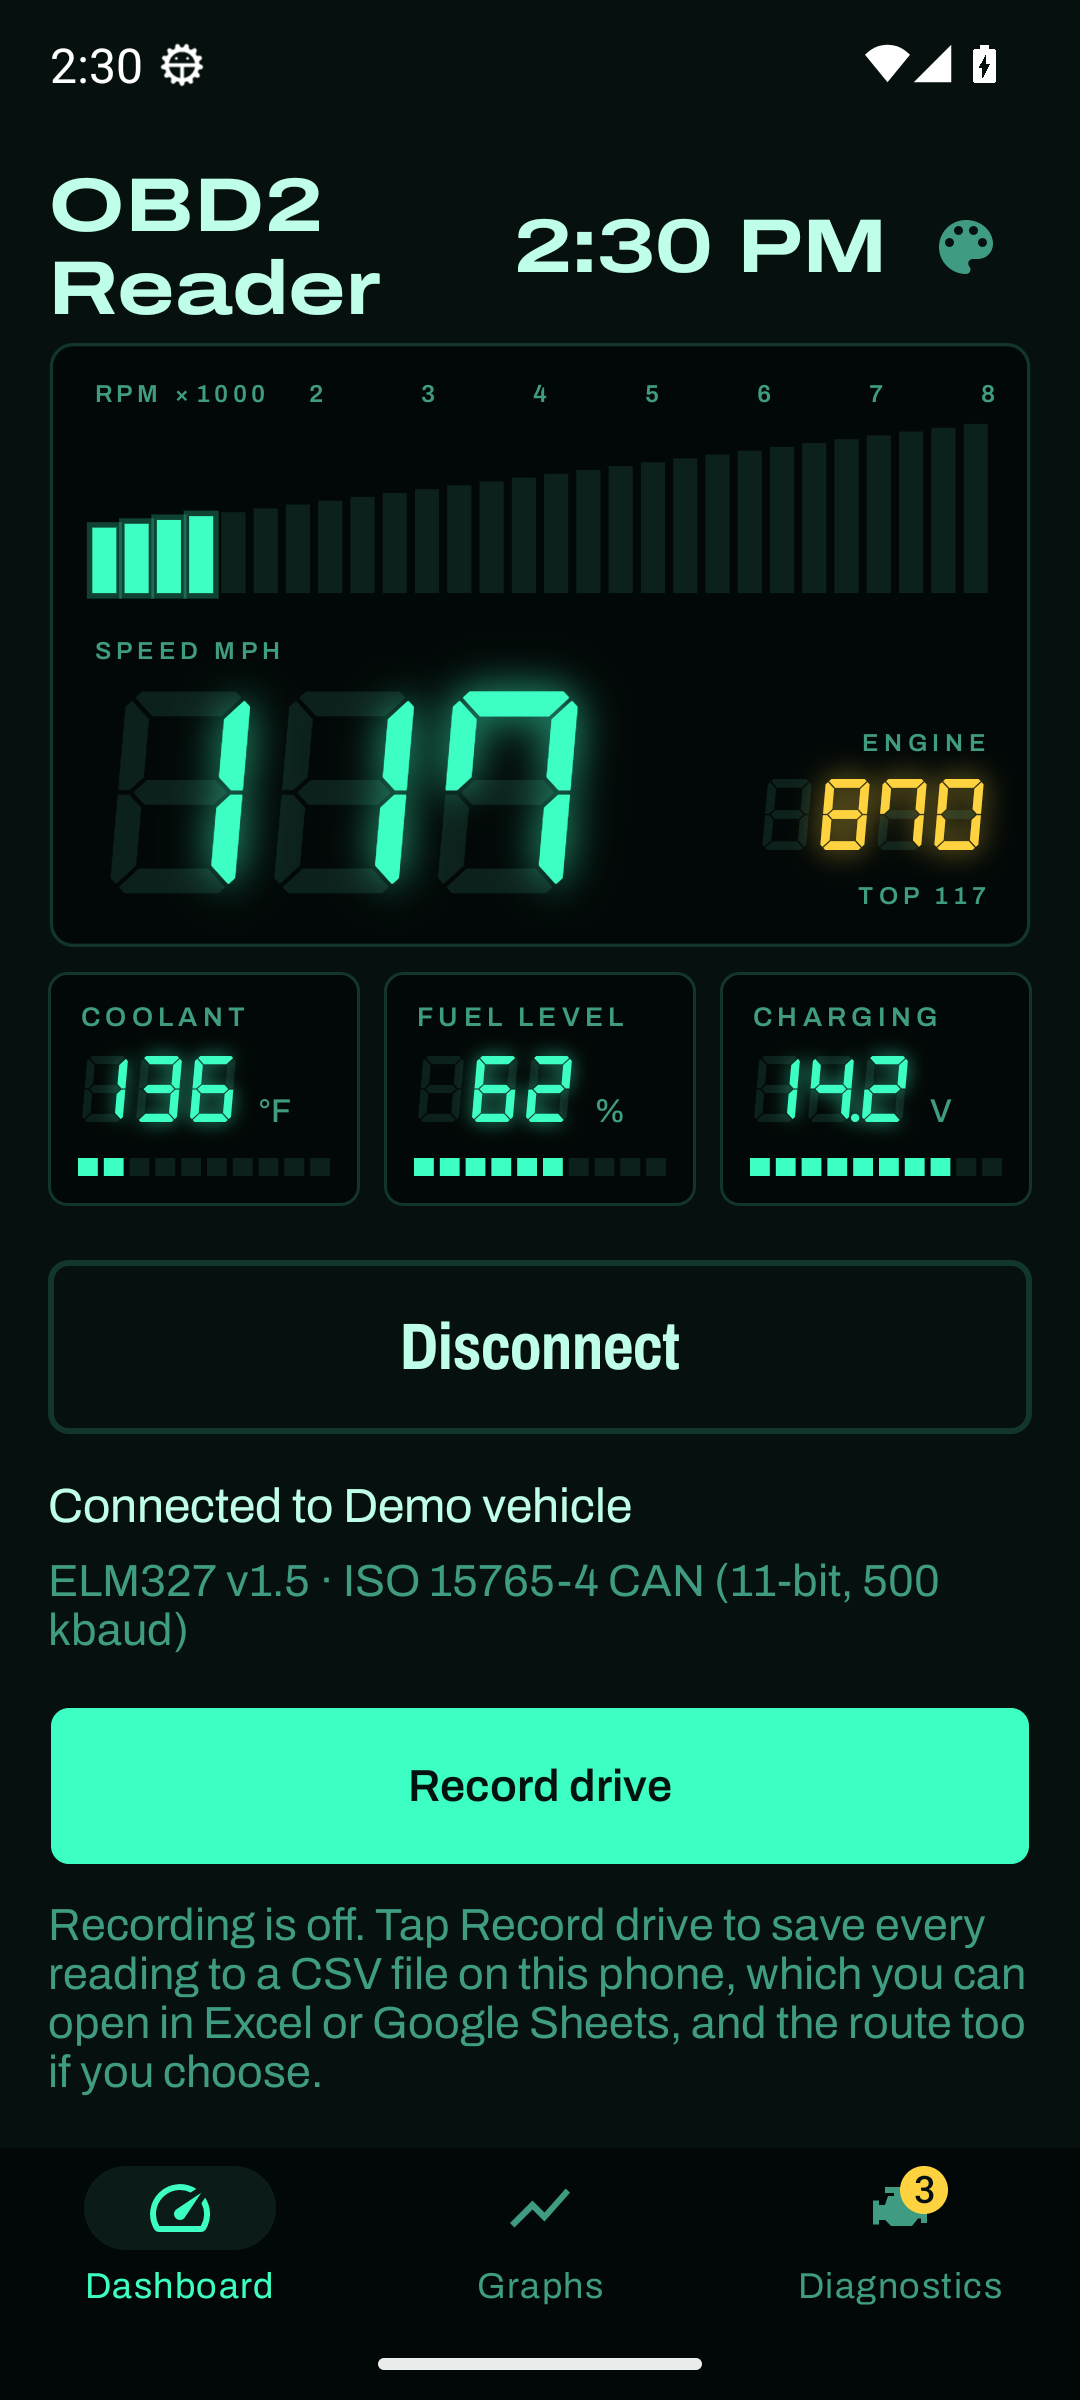 2:30
OBD2
Reader
2:30 PM
RPM ×1000 2 3 4 5 6 7 8
SPEED MPH
117
ENGINE
870
TOP 117
COOLANT
136 °F
FUEL LEVEL
62 %
CHARGING
14.2 V
Disconnect
Connected to Demo vehicle
ELM327 v1.5 · ISO 15765-4 CAN (11-bit, 500
kbaud)
Record drive
Recording is off. Tap Record drive to save every
reading to a CSV file on this phone, which you can
open in Excel or Google Sheets, and the route too
if you choose.
Dashboard
Graphs
3
Diagnostics